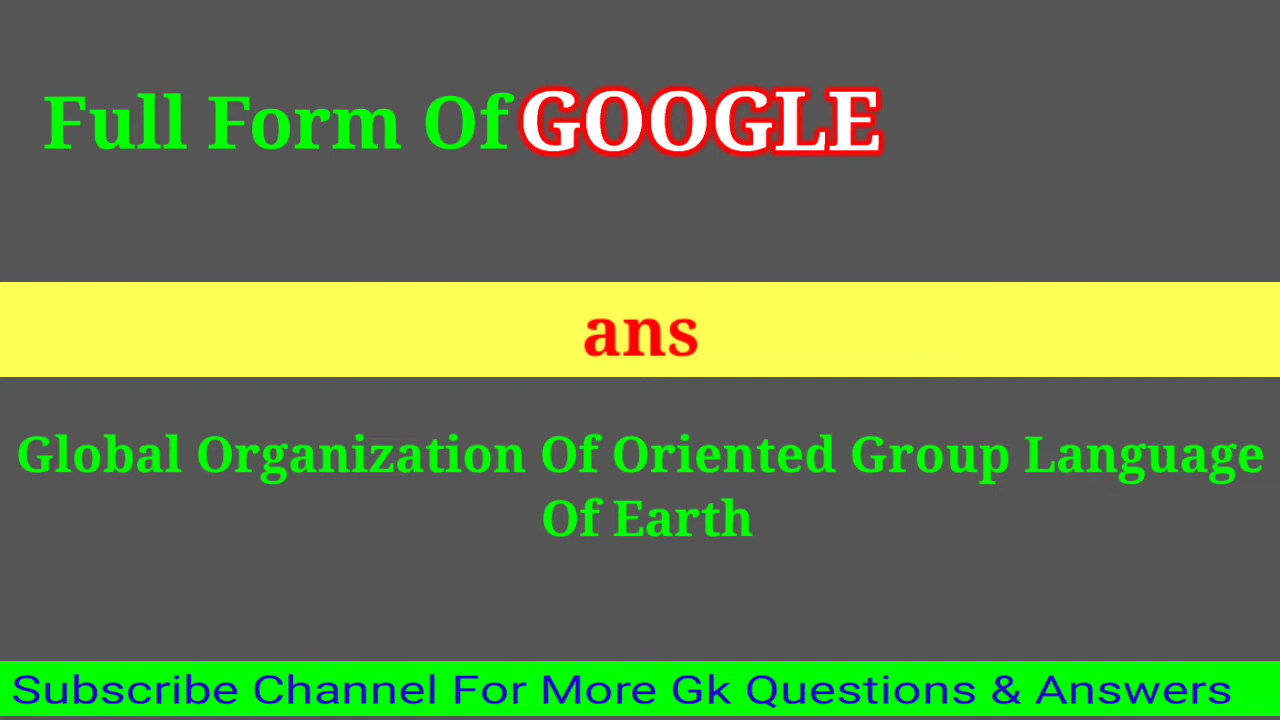 Full Form Of GOOGLE
ans
Global Organization Of Oriented Group Language
Of Earth
Subscribe Channel For More Gk Questions & Answers